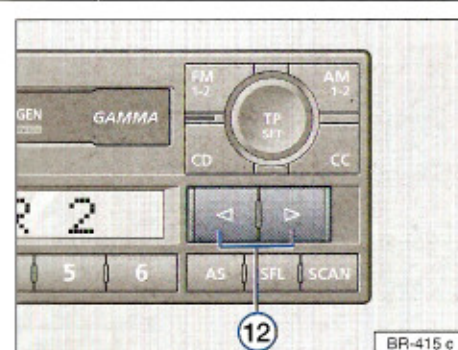 FM AM
1-2 1-2
GEN GAMMA TP
SET
CD CC
R 2
5 6 AS SFL SCAN
12
BR-415 c